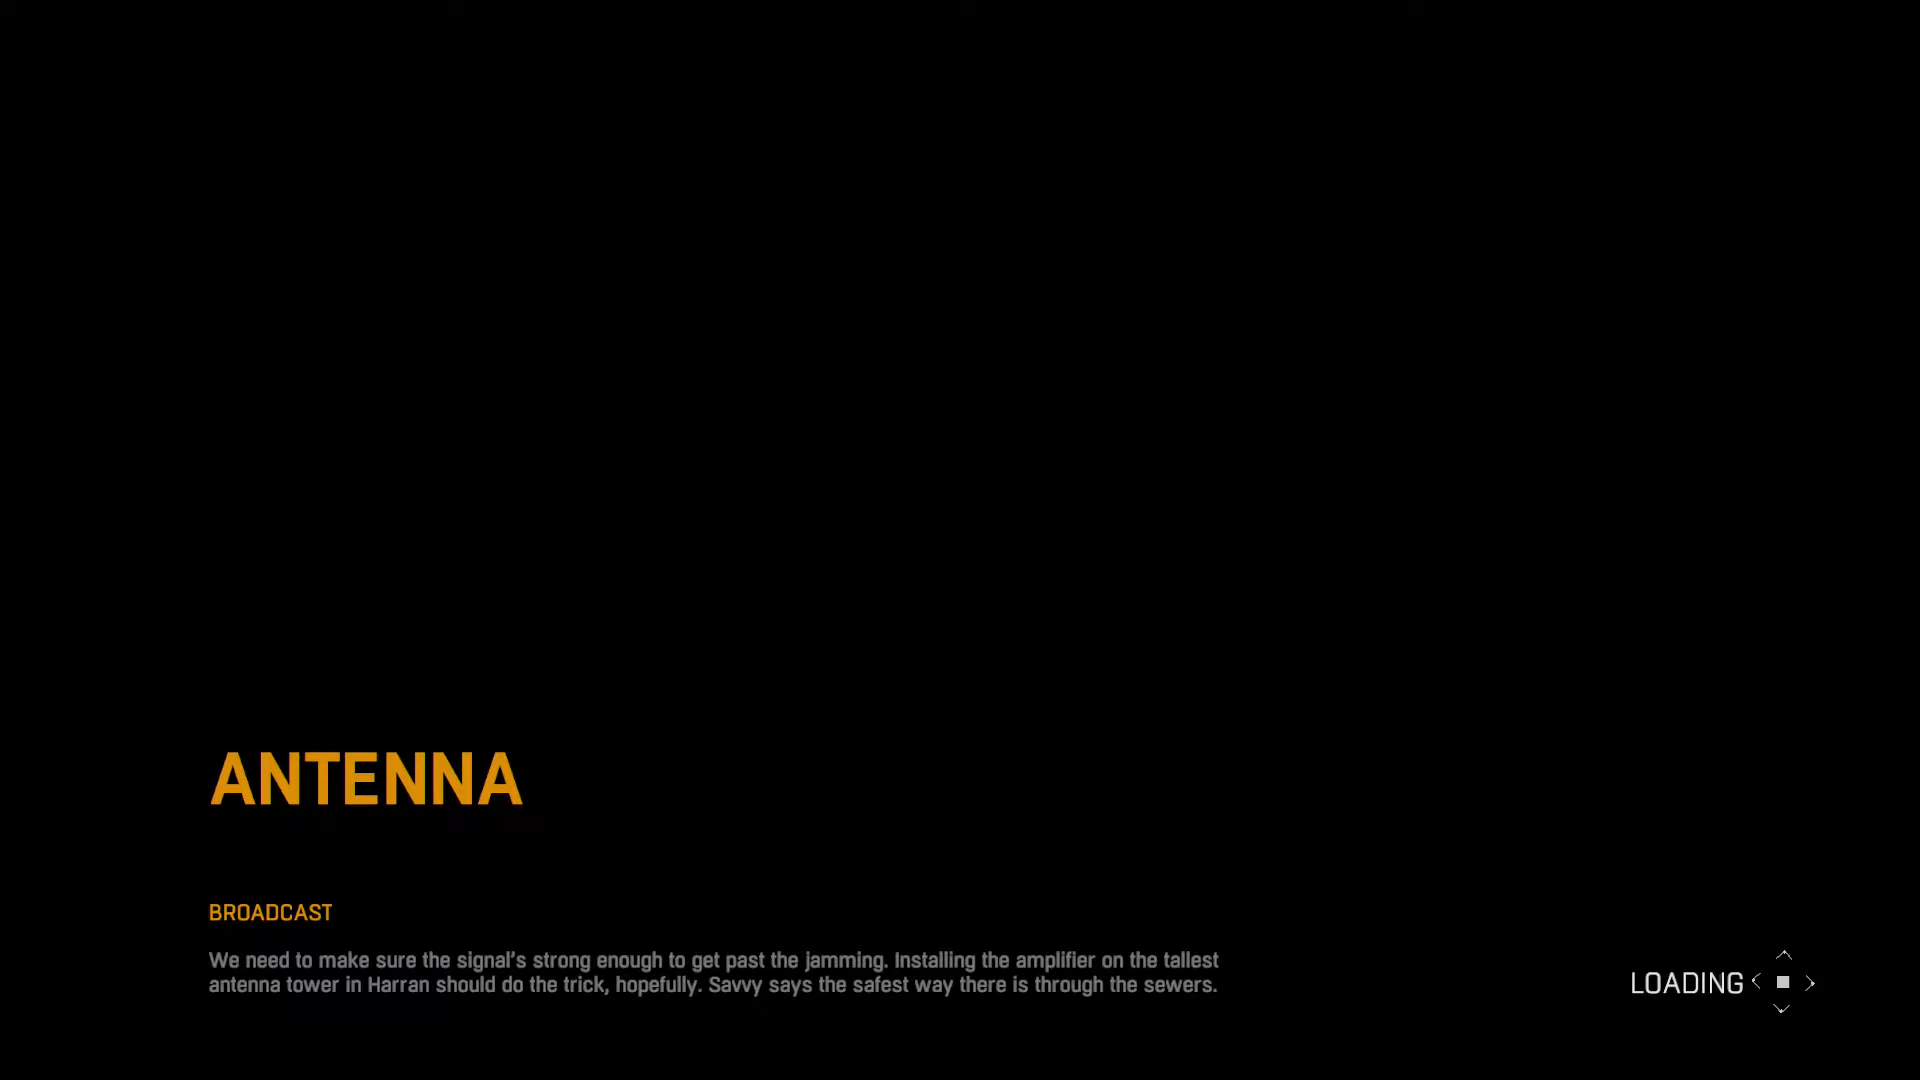 ANTENNA
BROADCAST
We need to make sure the signal's strong enough to get past the jamming. Installing the amplifier on the tallest
antenna tower in Harran should do the trick, hopefully. Savvy says the safest way there is through the sewers.
LOADING